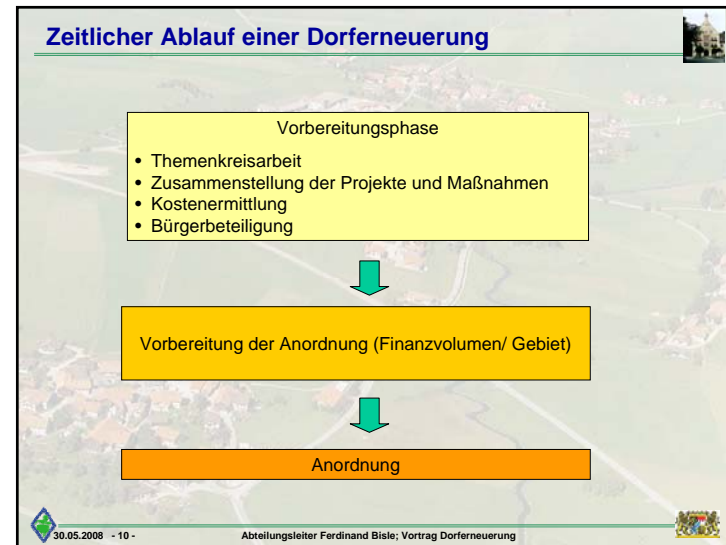 Zeitlicher Ablauf einer Dorferneuerung
Vorbereitungsphase
• Themenkreisarbeit
• Zusammenstellung der Projekte und Maßnahmen
• Kostenermittlung
• Bürgerbeteiligung
Vorbereitung der Anordnung (Finanzvolumen/ Gebiet)
Anordnung
30.05.2008 - 10 - Abteilungsleiter Ferdinand Bisle; Vortrag Dorferneuerung